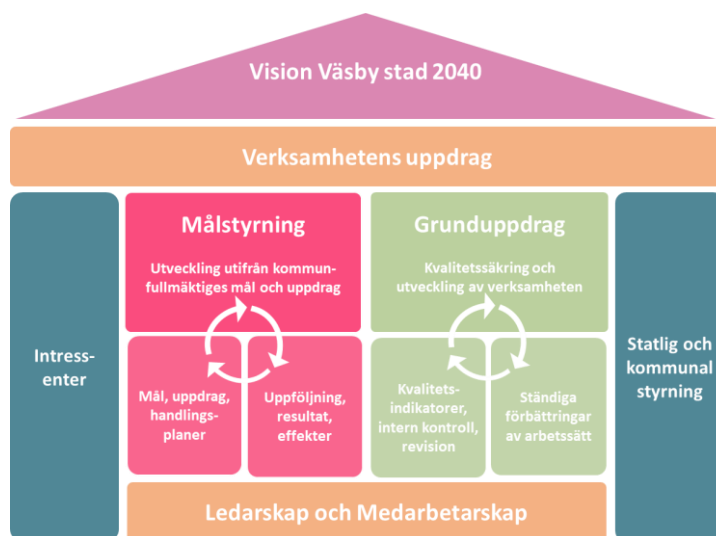 Vision Väsby stad 2040
Verksamhetens uppdrag
Intress-
enter
Målstyrning
Utveckling utifrån kommun-
fullmäktiges mål och uppdrag
Mål, uppdrag,
handlings-
planer
Uppföljning,
resultat,
effekter
Grunduppdrag
Kvalitetssäkring och
utveckling av verksamheten
Kvalitets-
indikatorer,
intern kontroll,
revision
Ständiga
förbättringar
av arbetssätt
Statlig och
kommunal
styrning
Ledarskap och Medarbetarskap